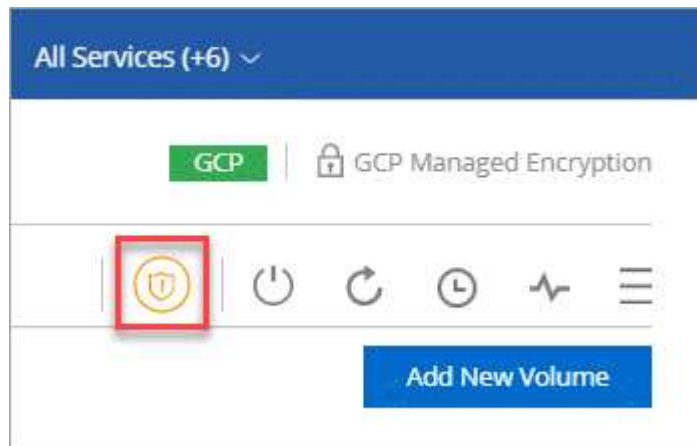 All Services (+6)
GCP
GCP Managed Encryption
Add New Volume